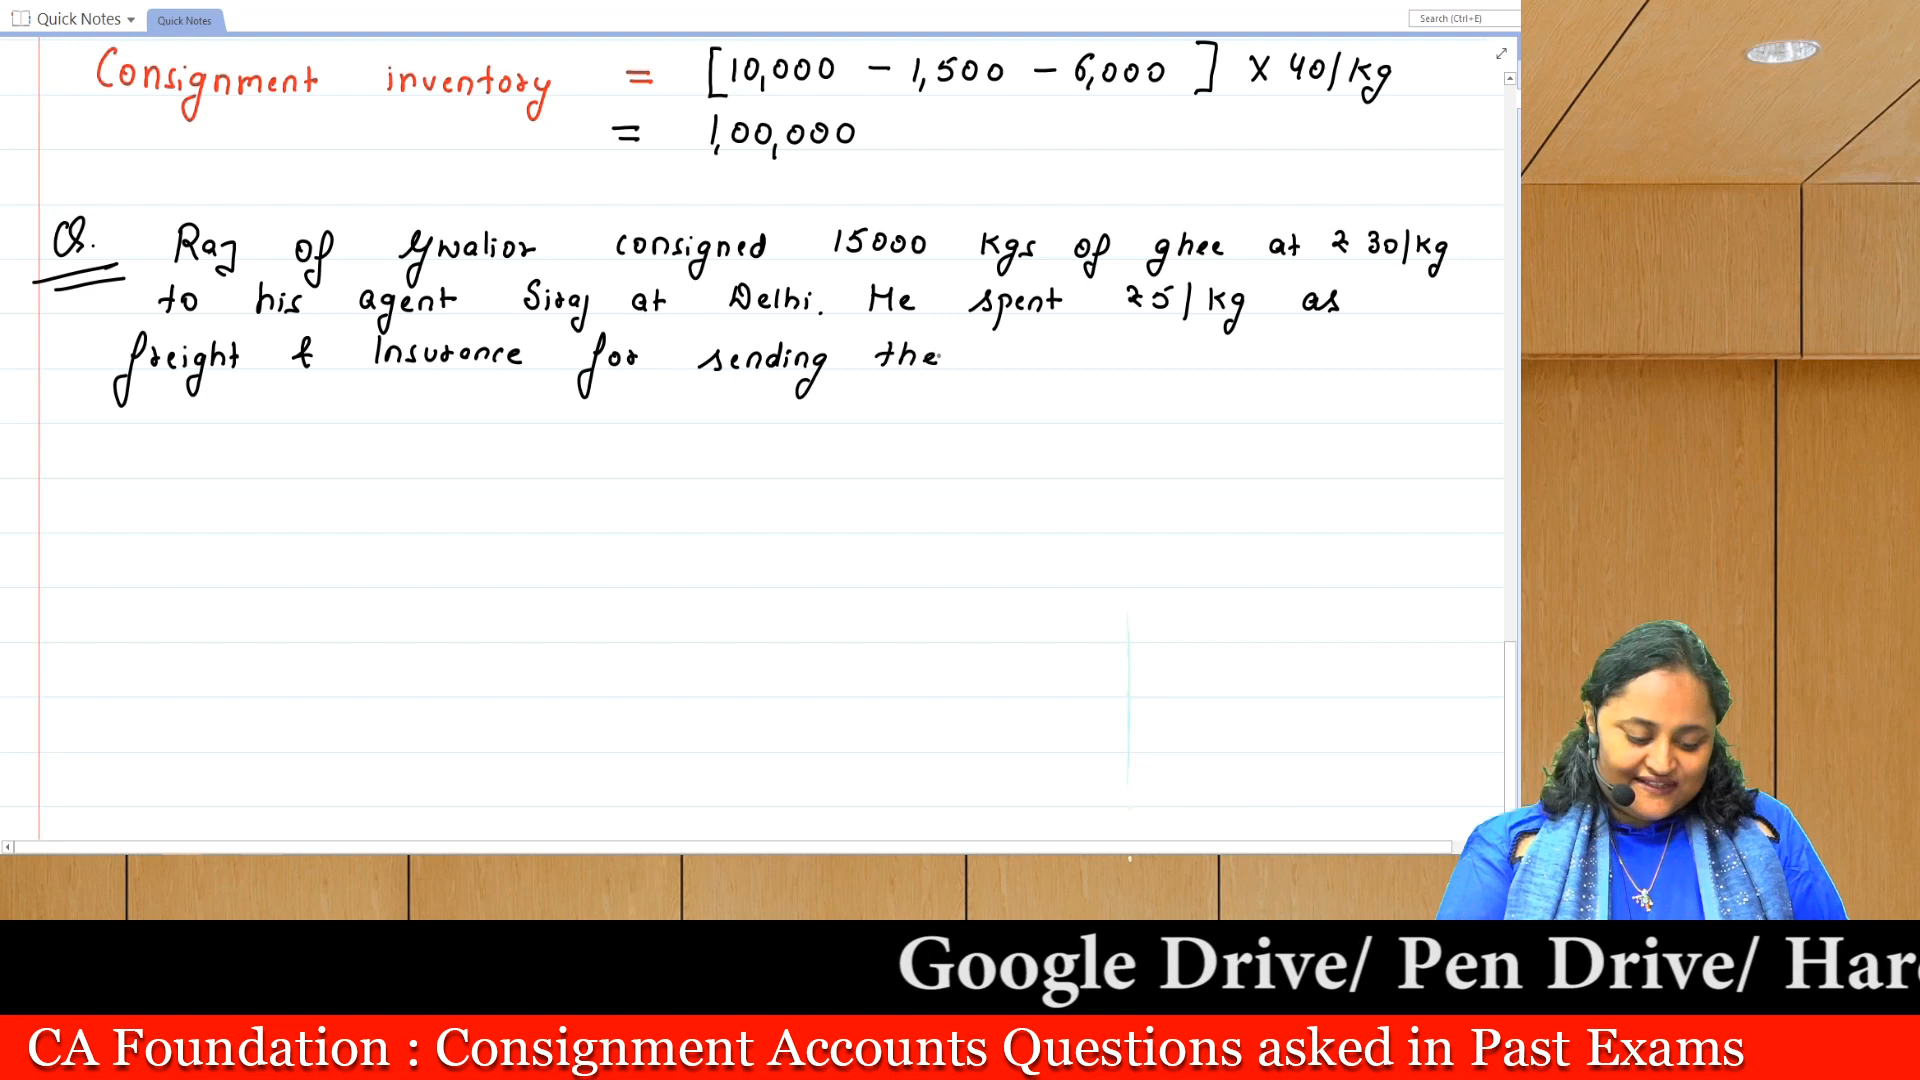 Quick Notes
Quick Notes
Search (Ctrl+E)
Consignment inventory = [10,000 - 1,500 - 6,000] × 40/kg
= 1,00,000
Q. Raj of Gwalior consigned 15000 kgs of ghee at ₹ 30/kg
to his agent Siraj at Delhi. He spent ₹5/kg as
freight & Insurance for sending the
Google Drive/ Pen Drive/ Har
CA Foundation : Consignment Accounts Questions asked in Past Exams